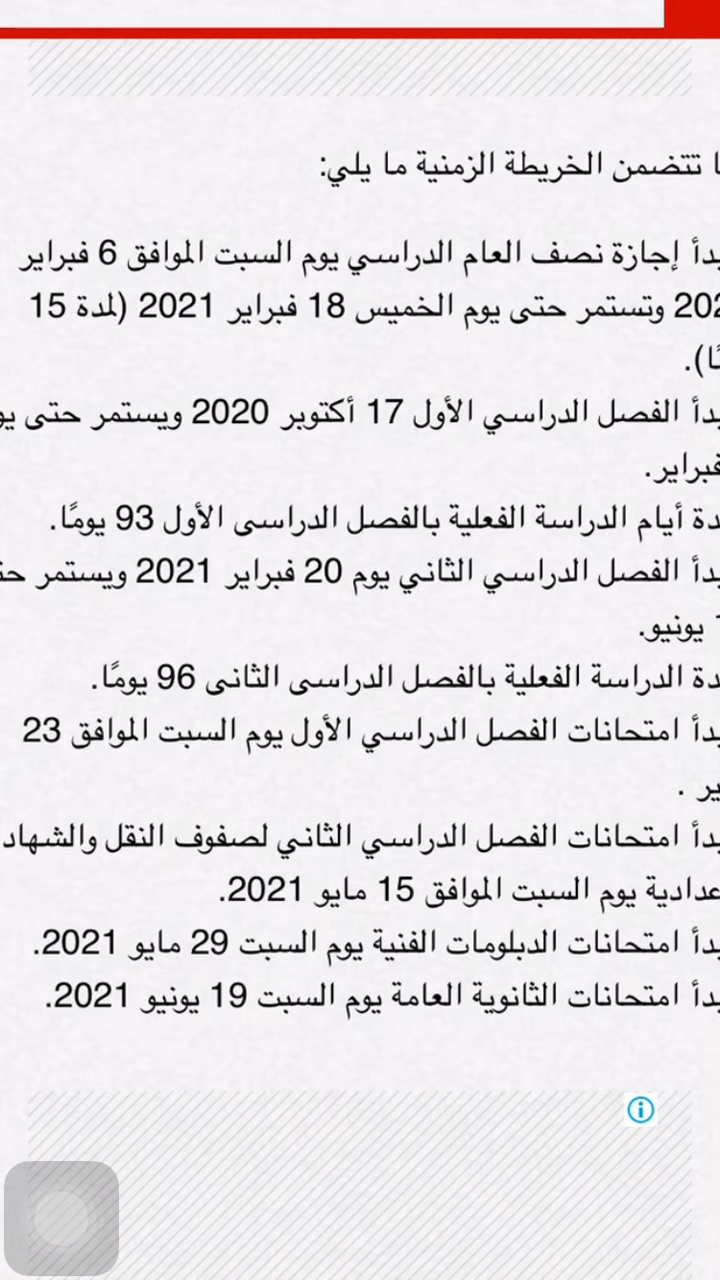 تتضمن الخريطة الزمنية ما يلي:
إجازة نصف العام الدراسي يوم السبت الموافق 6 فبراير
وتستمر حتى يوم الخميس 18 فبراير 2021 (لمدة 15
الفصل الدراسي الأول 17 أكتوبر 2020 ويستمر حتى
فبراير.
أيام الدراسة الفعلية بالفصل الدراسى الأول 93 يومًا.
الفصل الدراسي الثاني يوم 20 فبراير 2021 ويستمر
يونيو.
الدراسة الفعلية بالفصل الدراسى الثانى 96 يومًا.
امتحانات الفصل الدراسي الأول يوم السبت الموافق 23
امتحانات الفصل الدراسي الثاني لصفوف النقل
يوم السبت الموافق 15 مايو 2021.
امتحانات الدبلومات الفنية يوم السبت 29 مايو 2021.
امتحانات الثانوية العامة يوم السبت 19 يونيو 2021.